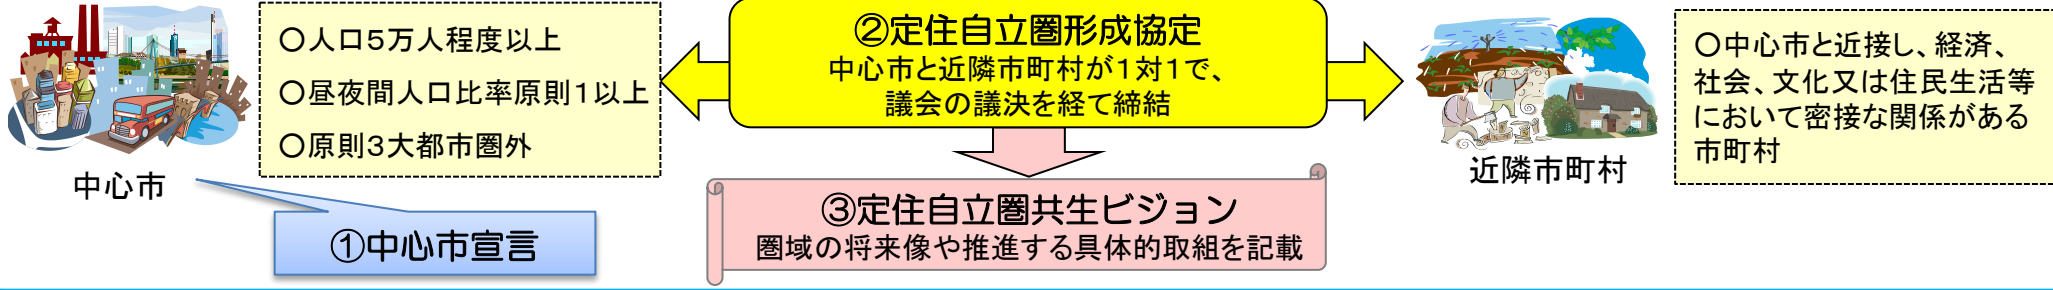 中心市
〇人口５万人程度以上
〇昼夜間人口比率原則１以上
〇原則３大都市圏外
①中心市宣言
②定住自立圏形成協定
中心市と近隣市町村が１対１で、
議会の議決を経て締結
③定住自立圏共生ビジョン
圏域の将来像や推進する具体的取組を記載
近隣市町村
〇中心市と近接し、経済、
社会、文化又は住民生活等
において密接な関係がある
市町村